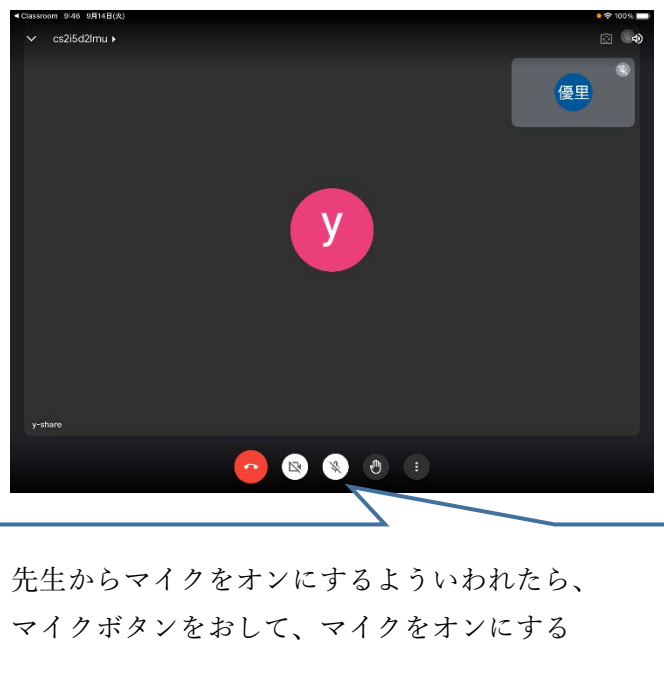 ◀Classroom 9:46 9月14日(火) 100%
cs2i5d2lmu ▸
優里
y
y-share
先生からマイクをオンにするよういわれたら、
マイクボタンをおして、マイクをオンにする